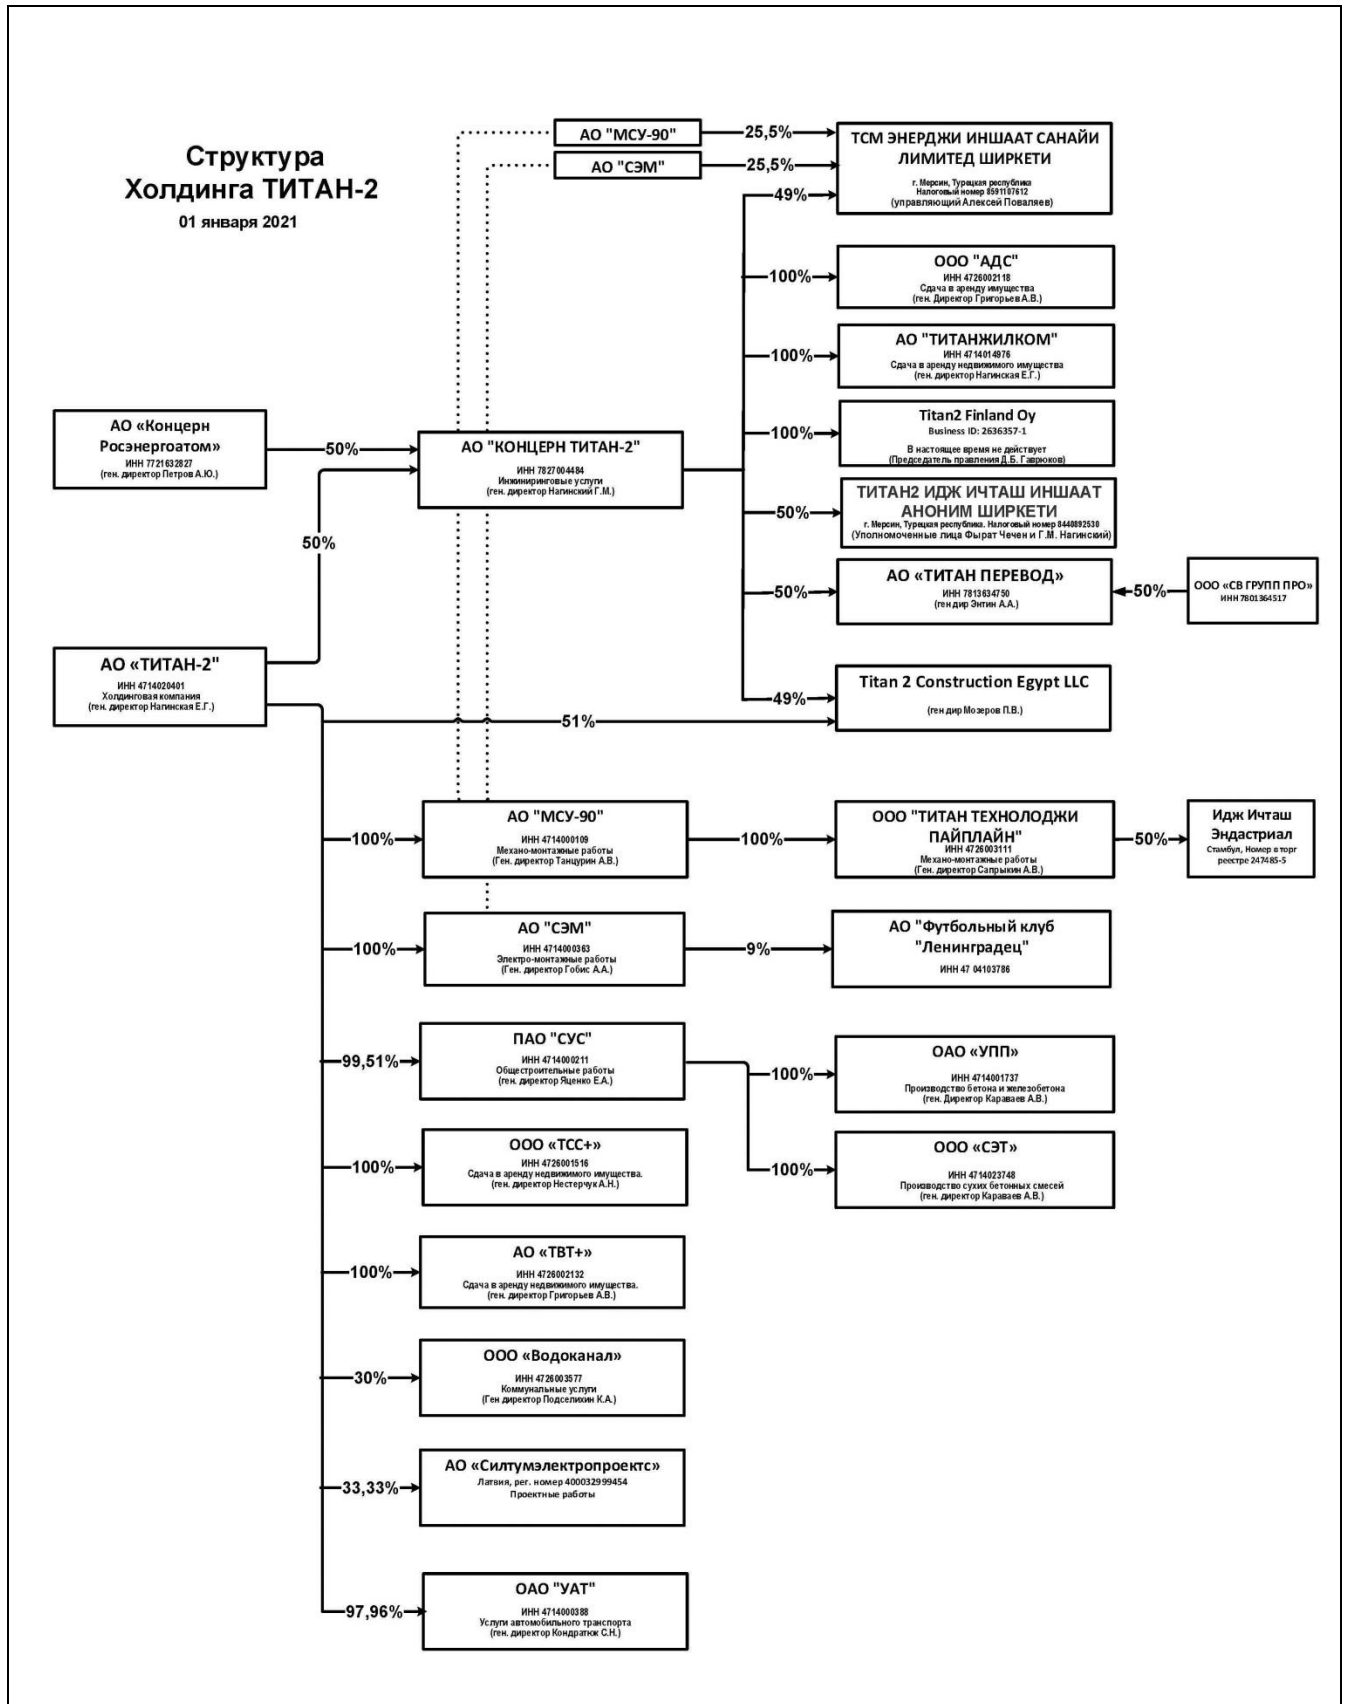 Структура
Холдинга ТИТАН-2
01 января 2021
АО "МСУ-90"
25,5%
АО "СЭМ"
25,5%
49%
ТСМ ЭНЕРДЖИ ИНШААТ САНАЙИ
ЛИМИТЕД ШИРКЕТИ
г. Мерсин, Турецкая республика
Налоговый номер 8591107612
(управляющий Алексей Поваляев)
100%
ООО "АДС"
ИНН 4726002118
Сдача в аренду имущества
(ген. Директор Григорьев А.В.)
100%
АО "ТИТАНЖИЛКОМ"
ИНН 4714014976
Сдача в аренду недвижимого имущества
(ген. директор Нагинская Е.Г.)
АО «Концерн
Росэнергоатом»
ИНН 7721632827
(ген. директор Петров А.Ю.)
50%
АО "КОНЦЕРН ТИТАН-2"
ИНН 7827004484
Инжиниринговые услуги
(ген. директор Нагинский Г.М.)
100%
Titan2 Finland Oy
Business ID: 2636357-1
В настоящее время не действует
(Председатель правления Д.Б. Гаврюков)
50%
50%
ТИТАН2 ИДЖ ИЧТАШ ИНШААТ
АНОНИМ ШИРКЕТИ
г. Мерсин, Турецкая республика. Налоговый номер 8440892530
(Уполномоченные лица Фырат Чечен и Г.М. Нагинский)
50%
АО «ТИТАН ПЕРЕВОД»
ИНН 7813634750
(ген дир Энтин А.А.)
50%
ООО «СВ ГРУПП ПРО»
ИНН 7801364517
АО «ТИТАН-2"
ИНН 4714020401
Холдинговая компания
(ген. директор Нагинская Е.Г.)
49%
51%
Titan 2 Construction Egypt LLC
(ген дир Мозеров П.В.)
100%
АО "МСУ-90"
ИНН 4714000109
Механо-монтажные работы
(Ген. директор Танцурин А.В.)
100%
ООО "ТИТАН ТЕХНОЛОДЖИ
ПАЙПЛАЙН"
ИНН 4726003111
Механо-монтажные работы
(Ген. директор Сапрыкин А.В.)
50%
Идж Ичташ
Эндастриал
Стамбул, Номер в торг
реестре 247485-5
100%
АО "СЭМ"
ИНН 4714000363
Электро-монтажные работы
(Ген. директор Гобис А.А.)
9%
АО "Футбольный клуб
"Ленинградец"
ИНН 47 04103786
99,51%
ПАО "СУС"
ИНН 4714000211
Общестроительные работы
(ген. директор Яценко Е.А.)
100%
ОАО «УПП»
ИНН 4714001737
Производство бетона и железобетона
(ген. Директор Караваев А.В.)
100%
ООО «ТСС+»
ИНН 4726001516
Сдача в аренду недвижимого имущества.
(ген. директор Нестерчук А.Н.)
100%
ООО «СЭТ»
ИНН 4714023748
Производство сухих бетонных смесей
(ген. директор Караваев А.В.)
100%
АО «ТВТ+»
ИНН 4726002132
Сдача в аренду недвижимого имущества.
(ген. директор Григорьев А.В.)
30%
ООО «Водоканал»
ИНН 4726003577
Коммунальные услуги
(Ген директор Подселихин К.А.)
33,33%
АО «Силтумэлектропроектс»
Латвия, рег. номер 400032999454
Проектные работы
97,96%
ОАО "УАТ"
ИНН 4714000388
Услуги автомобильного транспорта
(ген. директор Кондратюк С.Н.)